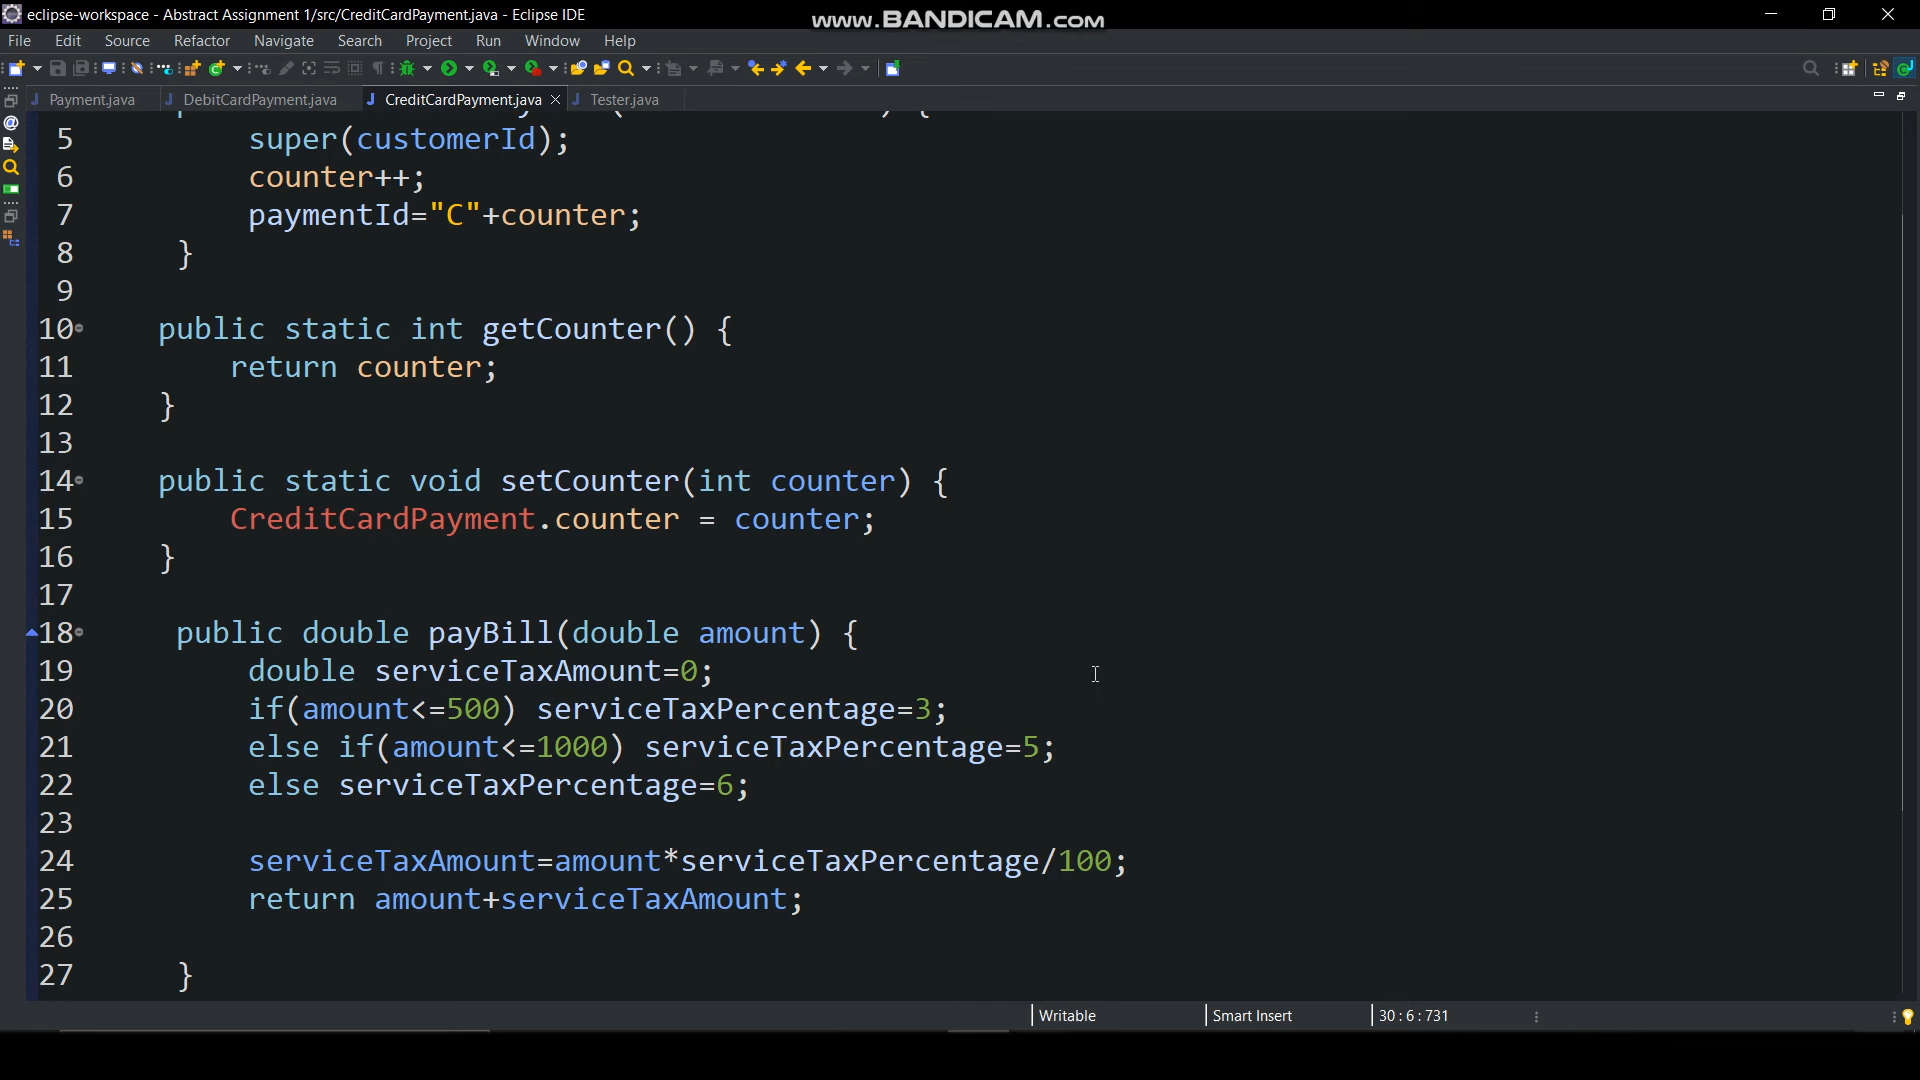 eclipse-workspace - Abstract Assignment 1/src/CreditCardPayment.java - Eclipse IDE
www.BANDICAM.com
File Edit Source Refactor Navigate Search Project Run Window Help
Payment.java DebitCardPayment.java CreditCardPayment.java Tester.java
5 super(customerId);
6 counter++;
7 paymentId="C"+counter;
8 }
9
10 public static int getCounter() {
11 return counter;
12 }
13
14 public static void setCounter(int counter) {
15 CreditCardPayment.counter = counter;
16 }
17
18 public double payBill(double amount) {
19 double serviceTaxAmount=0;
20 if(amount<=500) serviceTaxPercentage=3;
21 else if(amount<=1000) serviceTaxPercentage=5;
22 else serviceTaxPercentage=6;
23
24 serviceTaxAmount=amount*serviceTaxPercentage/100;
25 return amount+serviceTaxAmount;
26
27 }
Writable Smart Insert 30 : 6 : 731